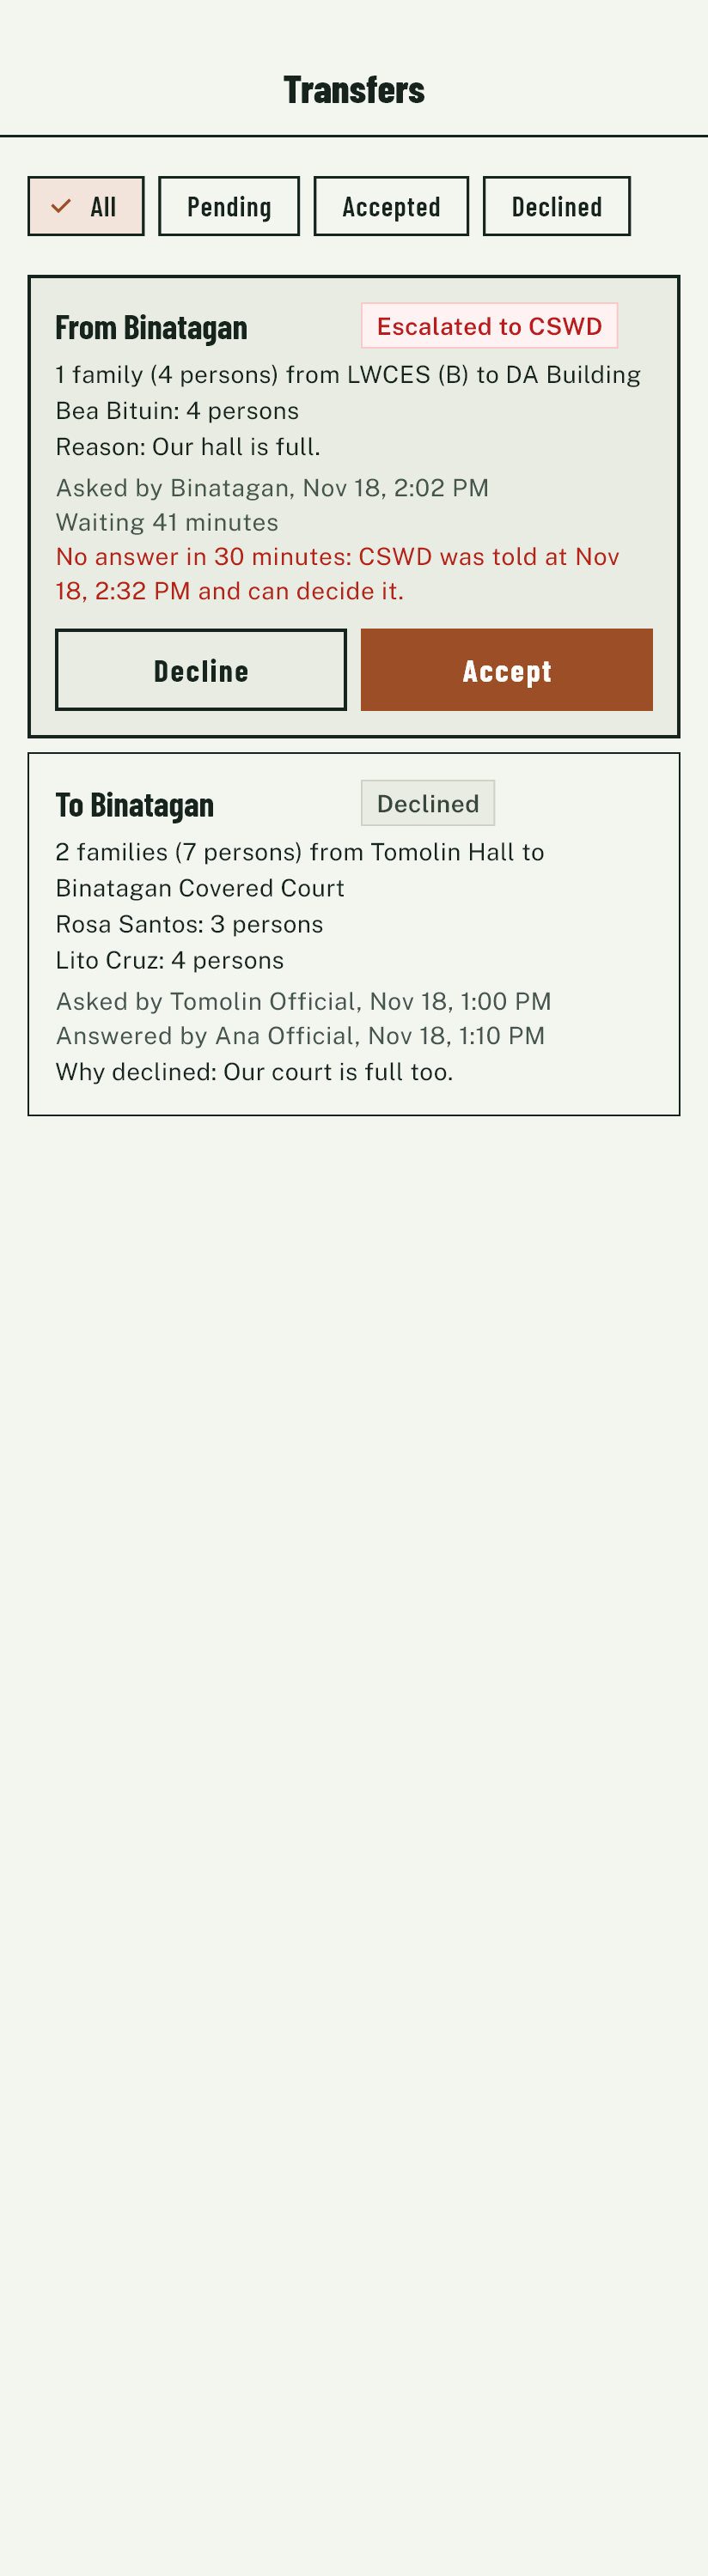 Transfers
All
Pending
Accepted
Declined
From Binatagan
Escalated to CSWD
1 family (4 persons) from LWCES (B) to DA Building
Bea Bituin: 4 persons
Reason: Our hall is full.
Asked by Binatagan, Nov 18, 2:02 PM
Waiting 41 minutes
No answer in 30 minutes: CSWD was told at Nov
18, 2:32 PM and can decide it.
Decline
Accept
To Binatagan
Declined
2 families (7 persons) from Tomolin Hall to
Binatagan Covered Court
Rosa Santos: 3 persons
Lito Cruz: 4 persons
Asked by Tomolin Official, Nov 18, 1:00 PM
Answered by Ana Official, Nov 18, 1:10 PM
Why declined: Our court is full too.